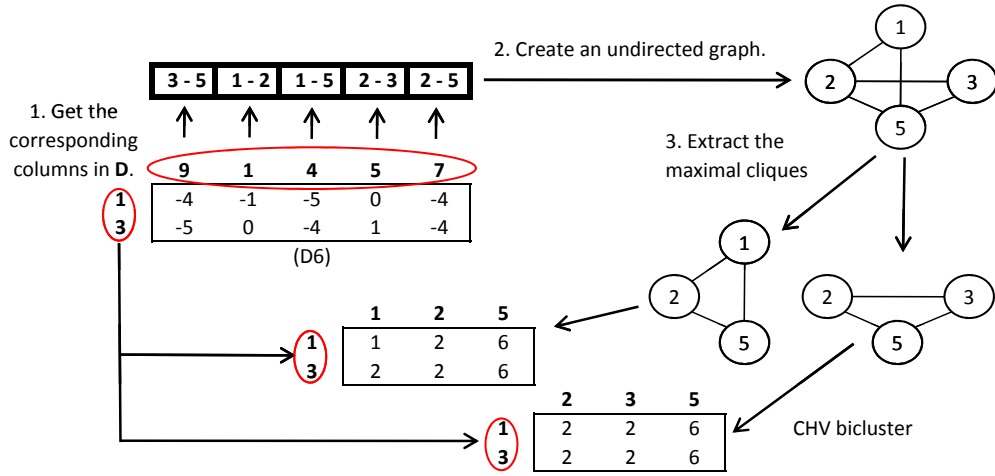 1
2. Create an undirected graph.
3 - 5 1 - 2 1 - 5 2 - 3 2 - 5
2 3
1. Get the
corresponding
columns in D.
5
3. Extract the
maximal cliques
9 1 4 5 7
1 -4 -1 -5 0 -4
3 -5 0 -4 1 -4
(D6)
1
2
5
2 3
5
1 2 5
1 1 2 6
3 2 2 6
2 3 5
1 2 2 6
3 2 2 6
CHV bicluster